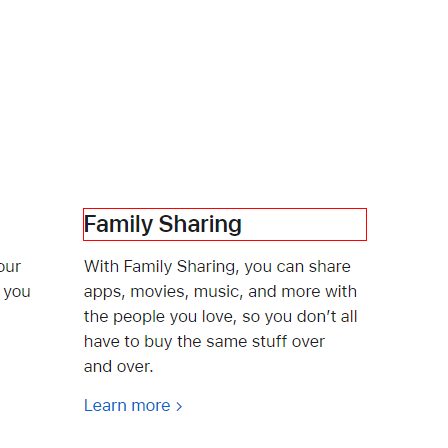 Family Sharing
our
you
With Family Sharing, you can share
apps, movies, music, and more with
the people you love, so you don’t all
have to buy the same stuff over
and over.
Learn more >